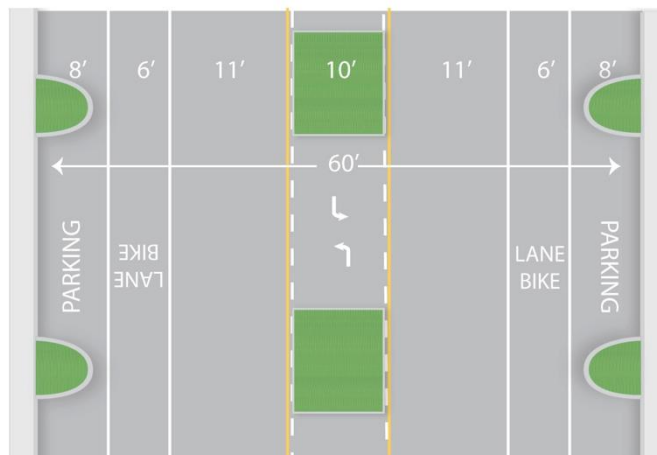 8’ 6’ 11’ 10’ 11’ 6’ 8’
60’
PARKING
BIKE
LANE
LANE
BIKE
PARKING